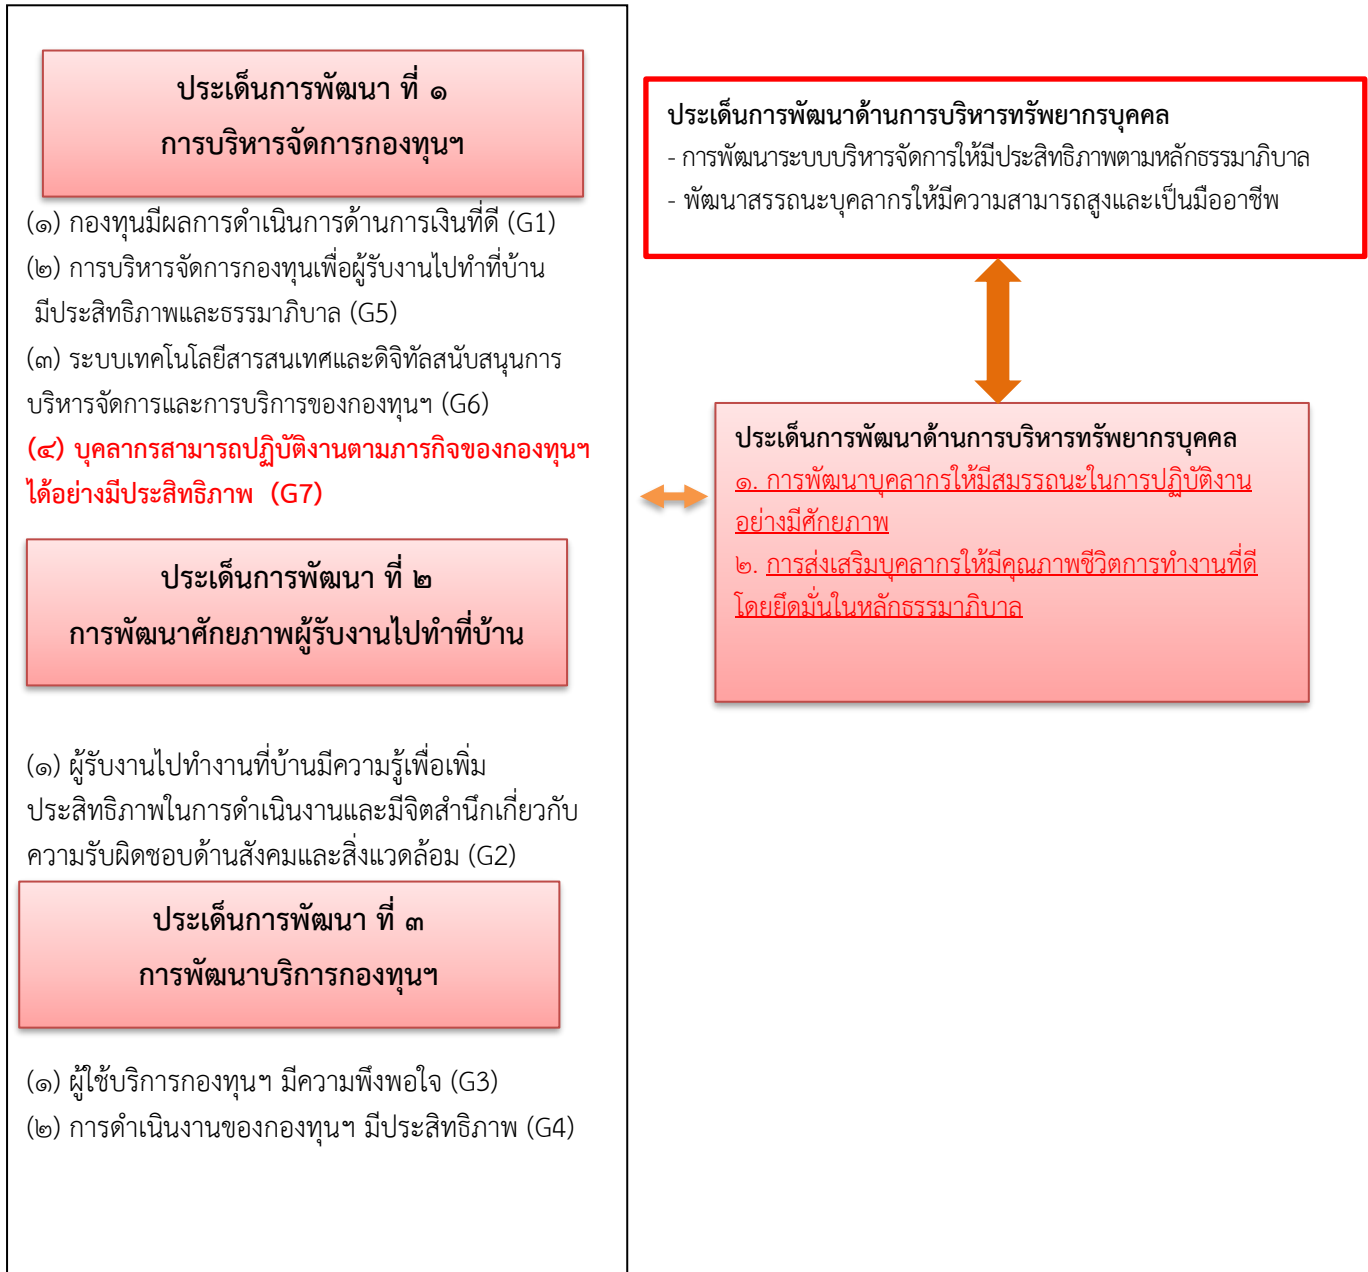 ประเด็นการพัฒนา ที่ ๑
การบริหารจัดการกองทุนฯ
(๑) กองทุนมีผลการดำเนินการด้านการเงินที่ดี (G1)
(๒) การบริหารจัดการกองทุนเพื่อผู้รับงานไปทำที่บ้าน
มีประสิทธิภาพและธรรมาภิบาล (G5)
(๓) ระบบเทคโนโลยีสารสนเทศและดิจิทัลสนับสนุนการ
บริหารจัดการและการบริการของกองทุนฯ (G6)
(๔) บุคลากรสามารถปฏิบัติงานตามภารกิจของกองทุนฯ
ได้อย่างมีประสิทธิภาพ (G7)
ประเด็นการพัฒนา ที่ ๒
การพัฒนาศักยภาพผู้รับงานไปทำที่บ้าน
(๑) ผู้รับงานไปทำงานที่บ้านมีความรู้เพื่อเพิ่ม
ประสิทธิภาพในการดำเนินงานและมีจิตสำนึกเกี่ยวกับ
ความรับผิดชอบด้านสังคมและสิ่งแวดล้อม (G2)
ประเด็นการพัฒนา ที่ ๓
การพัฒนาบริการกองทุนฯ
(๑) ผู้ใช้บริการกองทุนฯ มีความพึงพอใจ (G3)
(๒) การดำเนินงานของกองทุนฯ มีประสิทธิภาพ (G4)
ประเด็นการพัฒนาด้านการบริหารทรัพยากรบุคคล
- การพัฒนาระบบบริหารจัดการให้มีประสิทธิภาพตามหลักธรรมาภิบาล
- พัฒนาสรรถนะบุคลากรให้มีความสามารถสูงและเป็นมืออาชีพ
ประเด็นการพัฒนาด้านการบริหารทรัพยากรบุคคล
๑. การพัฒนาบุคลากรให้มีสมรรถนะในการปฏิบัติงาน
อย่างมีศักยภาพ
๒. การส่งเสริมบุคลากรให้มีคุณภาพชีวิตการทำงานที่ดี
โดยยึดมั่นในหลักธรรมาภิบาล